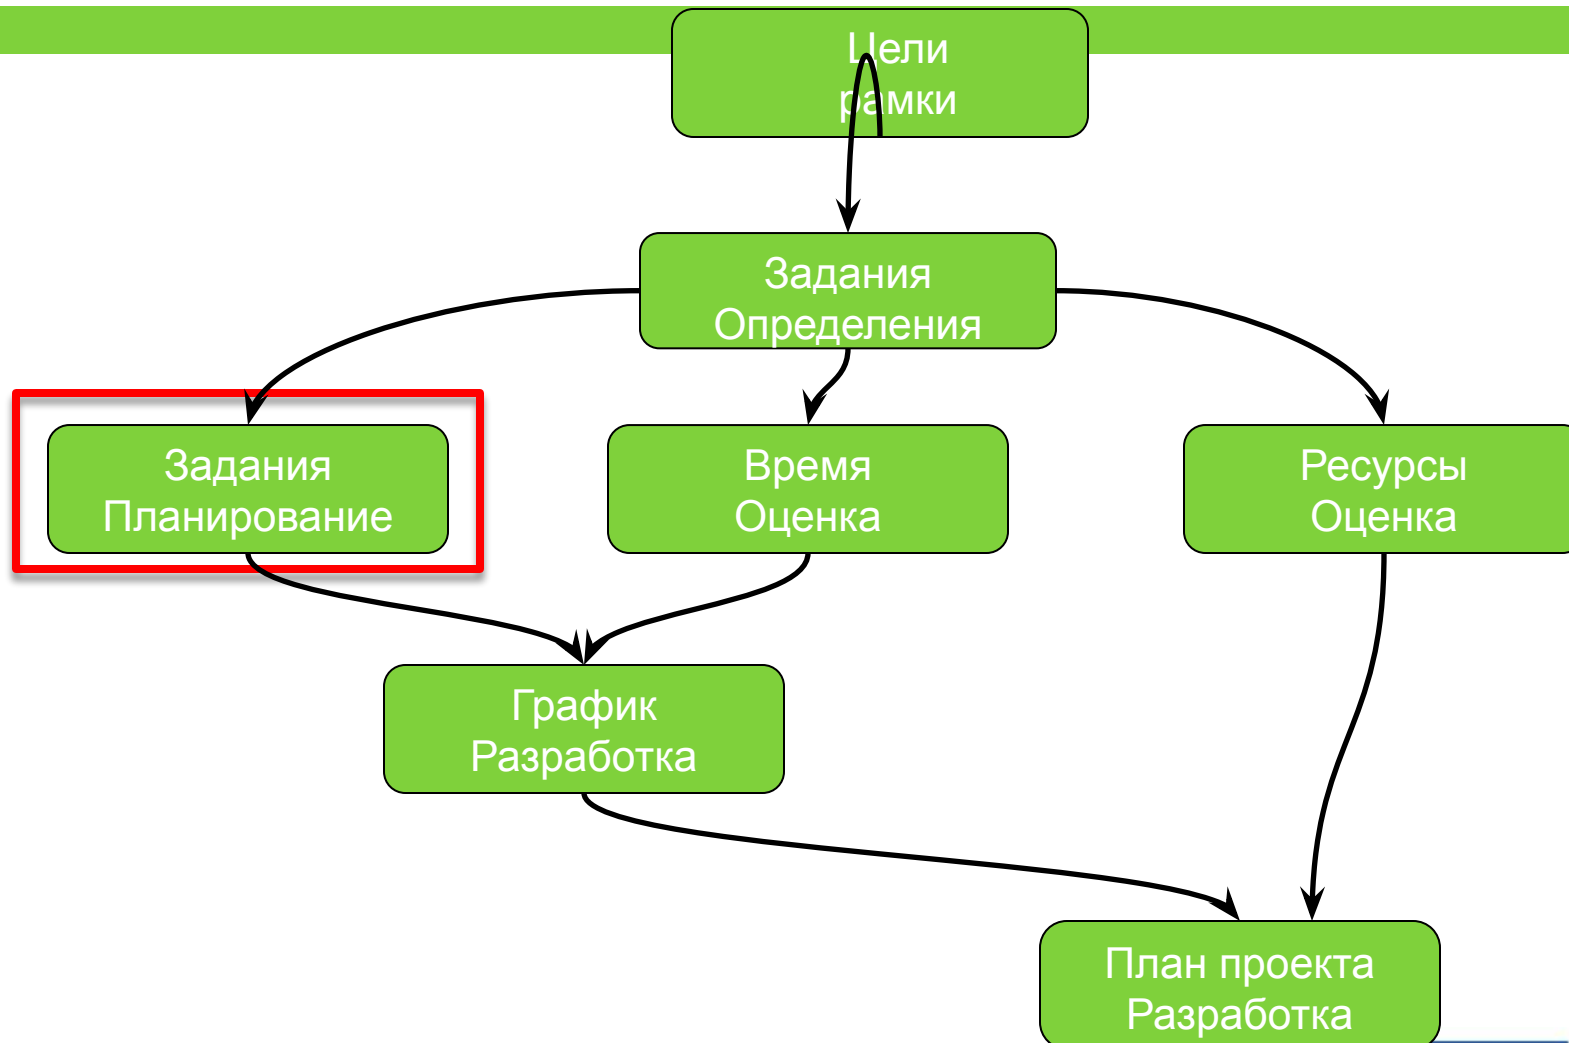 Цели
рамки
Задания
Определения
Задания
Планирование
Время
Оценка
Ресурсы
Оценка
График
Разработка
План проекта
Разработка